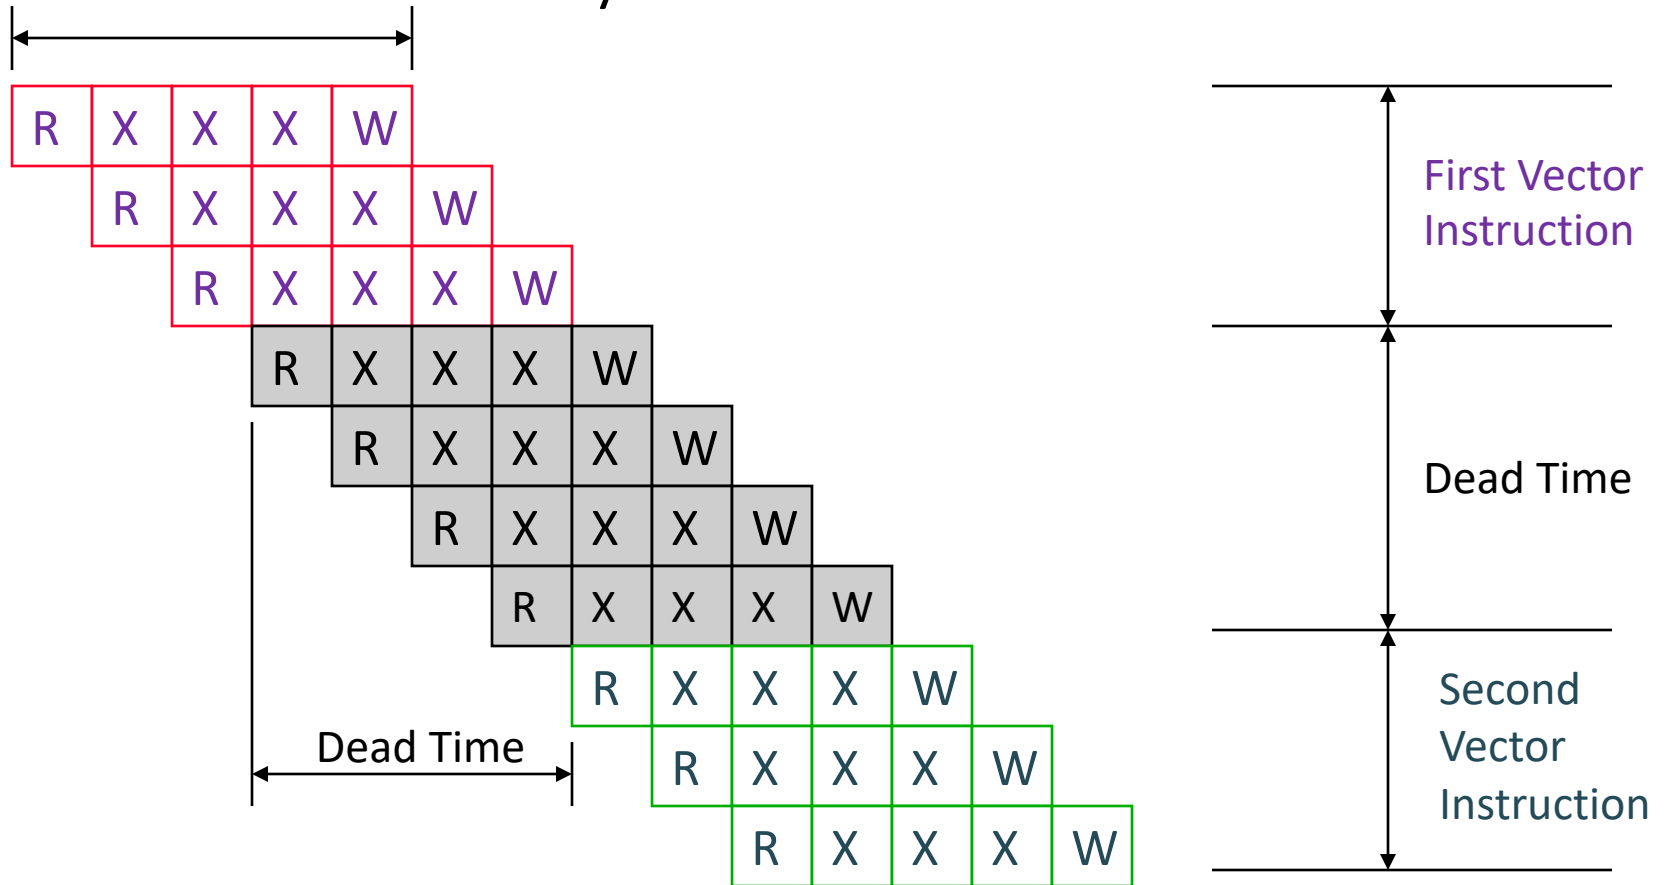 R X X X W
R X X X W
R X X X W
First Vector
Instruction
R X X X W
R X X X W
R X X X W
R X X X W
Dead Time
R X X X W
R X X X W
R X X X W
Dead Time
Second
Vector
Instruction